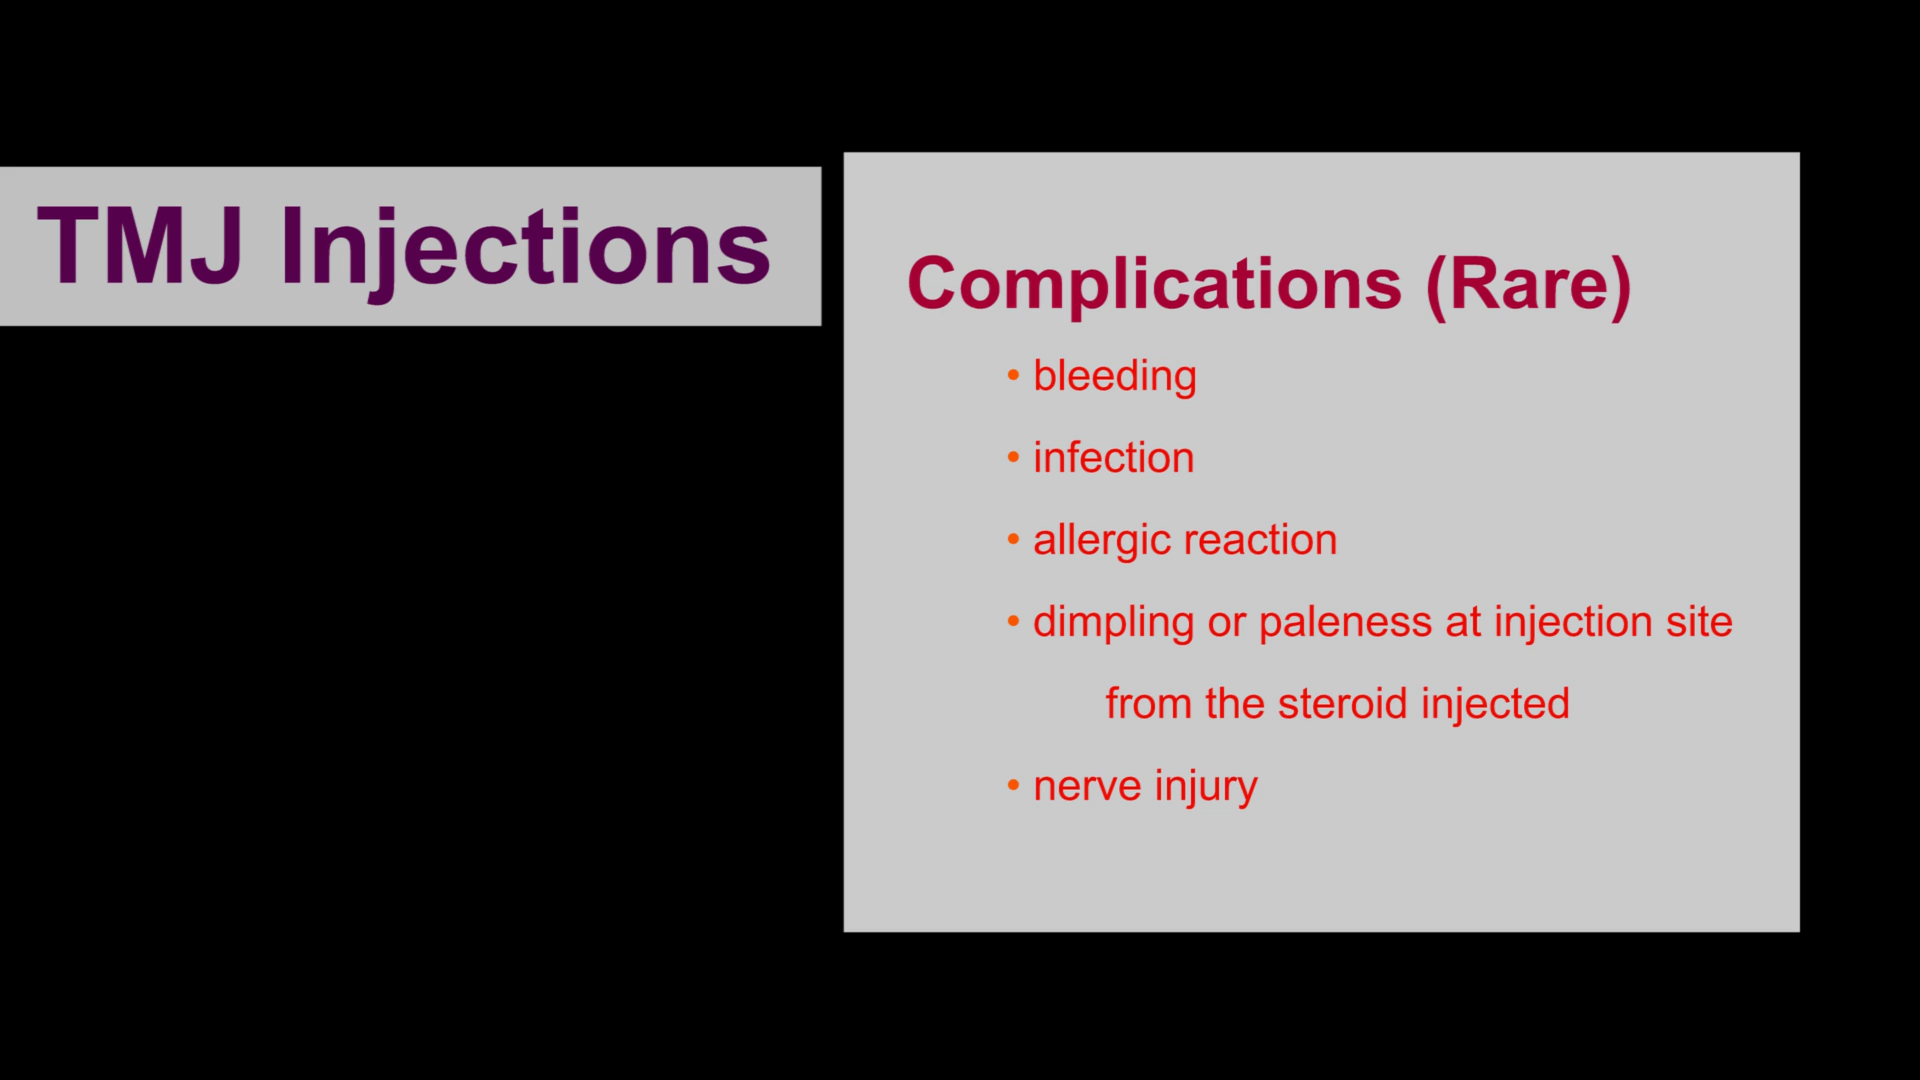 TMJ Injections
Complications (Rare)
• bleeding
• infection
• allergic reaction
• dimpling or paleness at injection site
from the steroid injected
• nerve injury